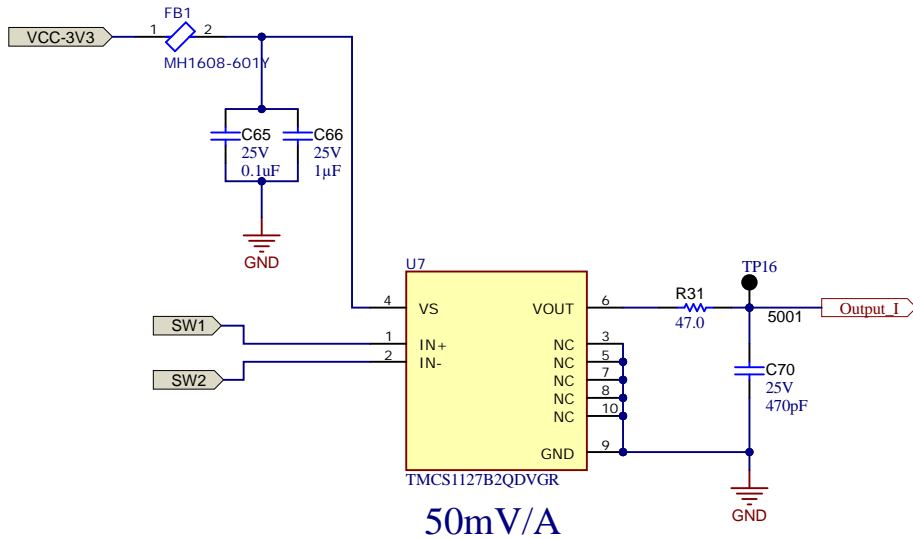 FB1
VCC-3V3
1
2
MH1608-601Y
C65
25V
0.1uF
C66
25V
1µF
GND
U7
4
VS
VOUT
6
R31
47.0
TP16
5001
Output_I
SW1
1
IN+
SW2
2
IN-
NC
3
NC
5
NC
7
NC
8
NC
10
GND
9
C70
25V
470pF
GND
TMCS1127B2QDVGR
50mV/A